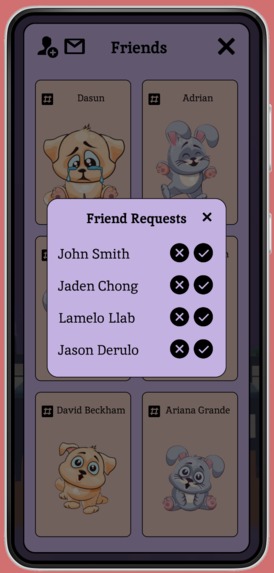 Friends
Dasun
Adrian
Friend Requests
John Smith
Jaden Chong
Lamelo Llab
Jason Derulo
David Beckham
Ariana Grande